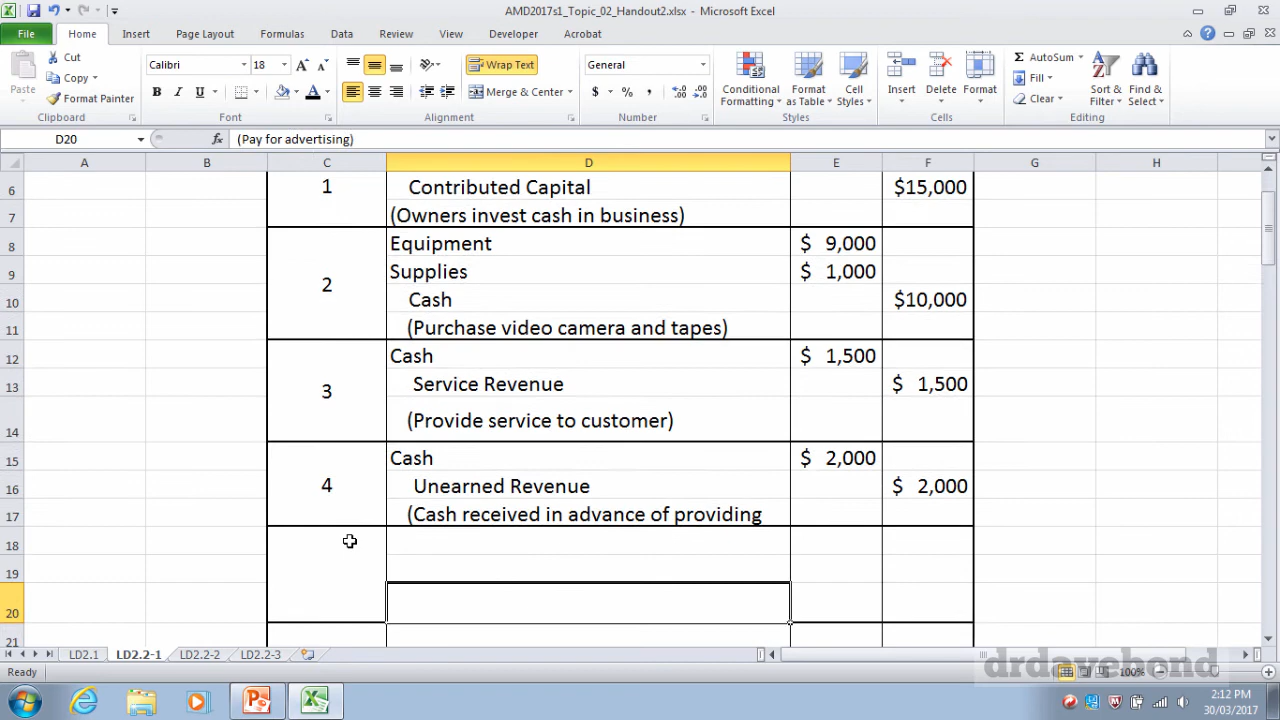 AMD2017s1_Topic_02_Handout2.xlsx - Microsoft Excel
File Home Insert Page Layout Formulas Data Review View Developer Acrobat
Cut Calibri 18 A A Wrap Text General AutoSum
Copy Fill
Paste Format Painter B I U A Merge & Center $ % , .0 .00 .00 .0 Conditional Formatting Format as Table Cell Styles Insert Delete Format Clear Sort & Filter Find & Select
Clipboard Font Alignment Number Styles Cells Editing
D20 fx (Pay for advertising)
A B C D E F G H
6 1 Contributed Capital $15,000
7 (Owners invest cash in business)
8 Equipment $ 9,000
9 2 Supplies $ 1,000
10 Cash $10,000
11 (Purchase video camera and tapes)
12 Cash $ 1,500
13 3 Service Revenue $ 1,500
14 (Provide service to customer)
15 Cash $ 2,000
16 4 Unearned Revenue $ 2,000
17 (Cash received in advance of providing
18
19
20
21
LD2.1 LD2.2-1 LD2.2-2 LD2.2-3
Ready drdavebond 100%
2:12 PM
30/03/2017